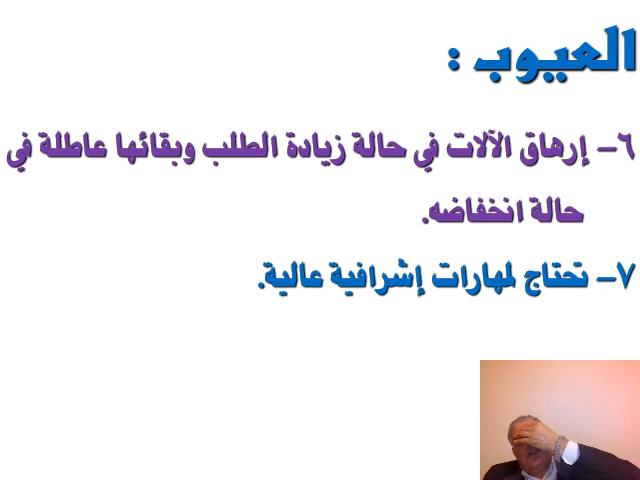 العيوب :
٦- إرهاق الآلات في حالة زيادة الطلب وبقائها عاطلة في
حالة انخفاضه.
٧- تحتاج لمهارات إشرافية عالية.